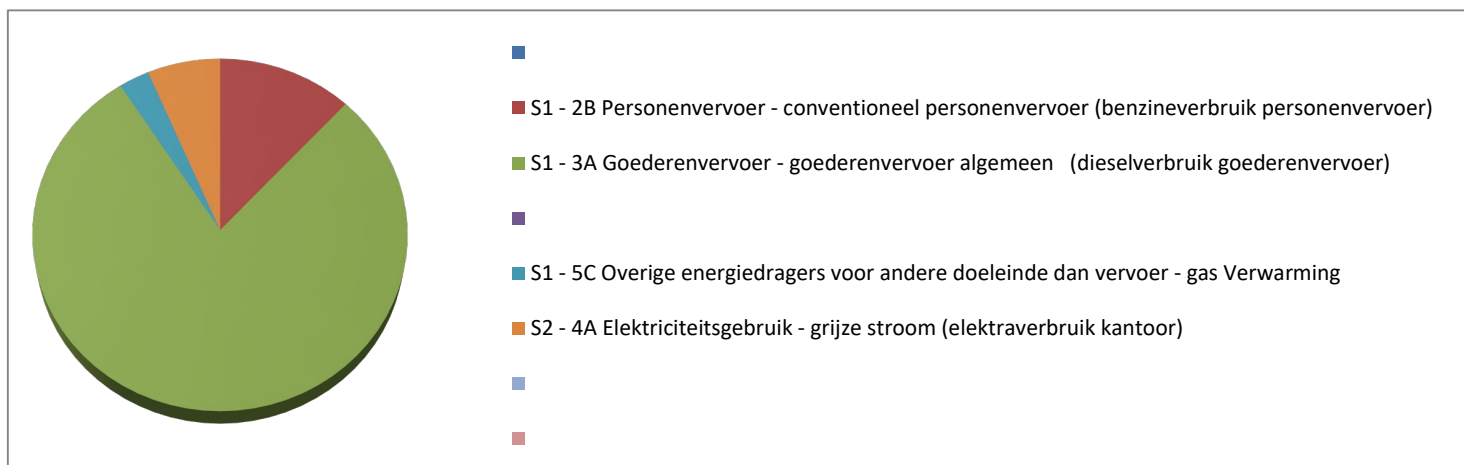 S1 - 2B Personenvervoer - conventioneel personenvervoer (benzineverbruik personenvervoer)
S1 - 3A Goederenvervoer - goederenvervoer algemeen   (dieselverbruik goederenvervoer)
S1 - 5C Overige energiedragers voor andere doeleinde dan vervoer - gas Verwarming
S2 - 4A Elektriciteitsgebruik - grijze stroom (elektraverbruik kantoor)